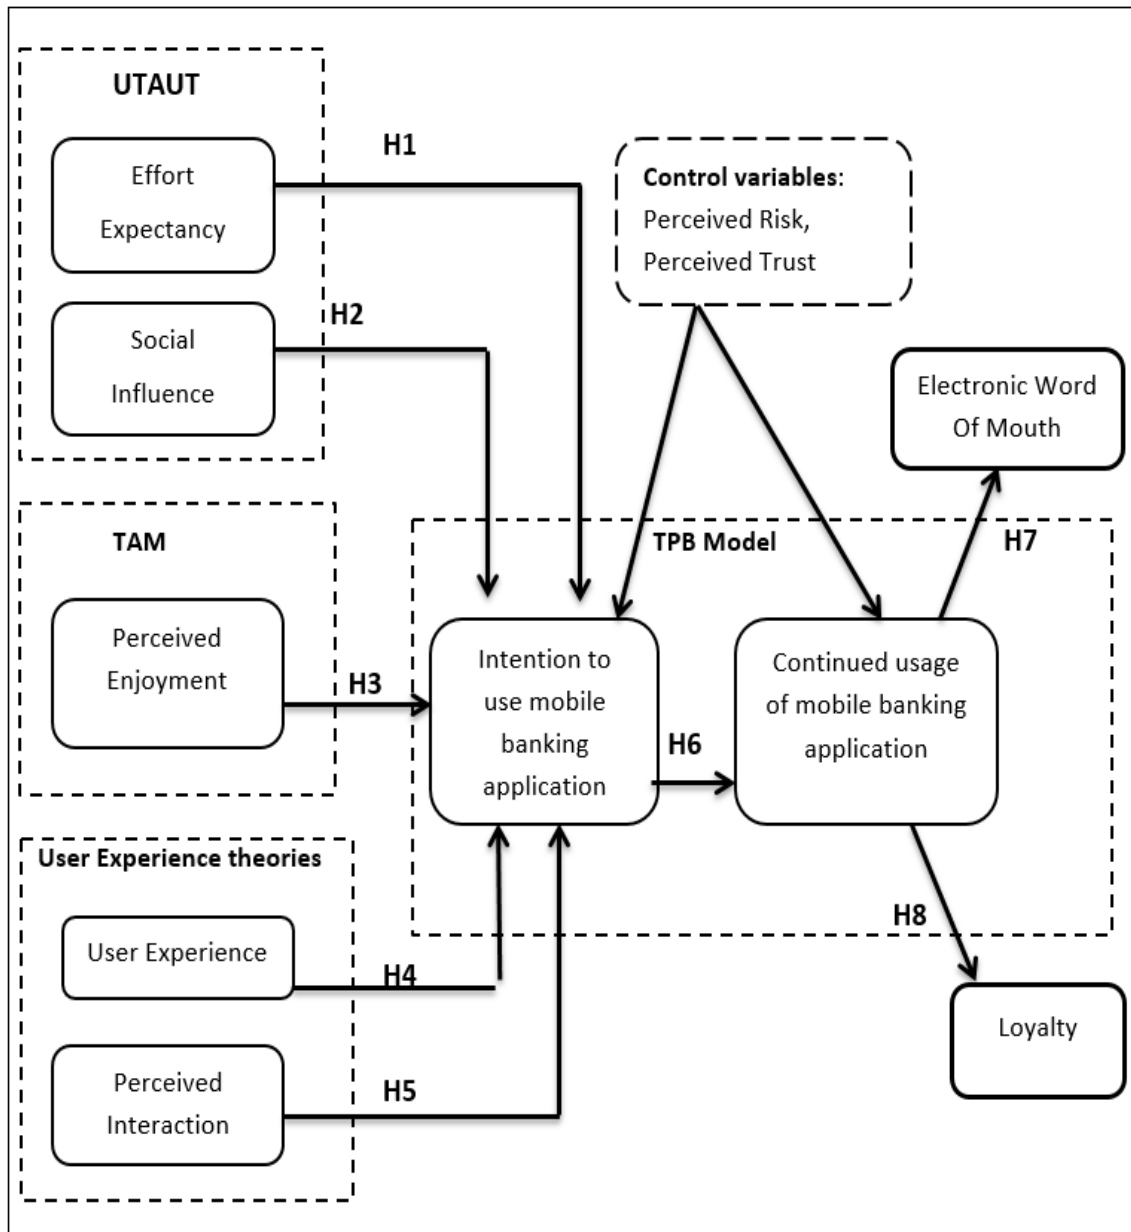 UTAUT
Effort
Expectancy
H1
Social
Influence
H2
Control variables:
Perceived Risk,
Perceived Trust
Electronic Word
Of Mouth
TAM
Perceived
Enjoyment
H3
TPB Model
Intention to
use mobile
banking
application
H6
Continued usage
of mobile banking
application
H7
H8
User Experience theories
User Experience
H4
Perceived
Interaction
H5
Loyalty